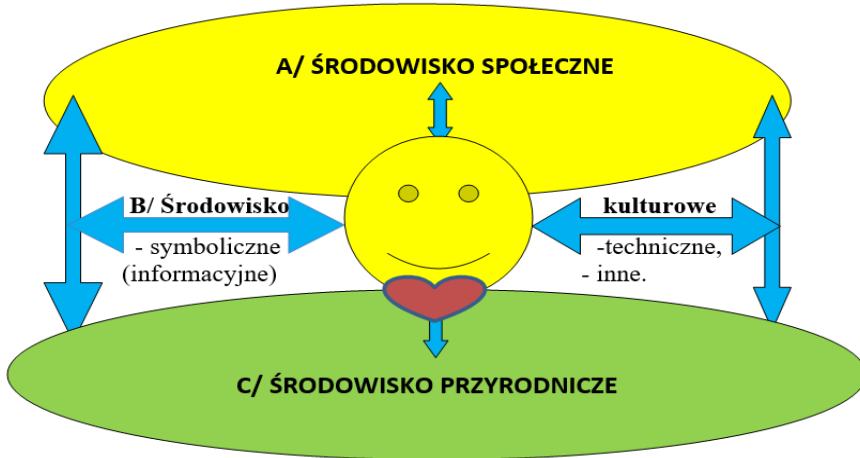 A/ ŚRODOWISKO SPOŁECZNE
B/ Środowisko
- symboliczne
(informacyjne)
kulturowe
-techniczne,
- inne.
C/ ŚRODOWISKO PRZYRODNICZE